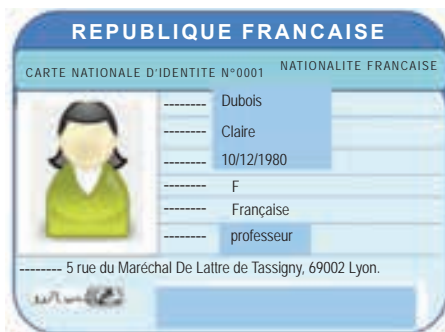 REPUBLIQUE FRANCAISE
CARTE NATIONALE D'IDENTITE N°0001 NATIONALITE FRANCAISE
-------- Dubois
-------- Claire
-------- 10/12/1980
-------- F
-------- Française
-------- professeur
-------- 5 rue du Maréchal De Lattre de Tassigny, 69002 Lyon.